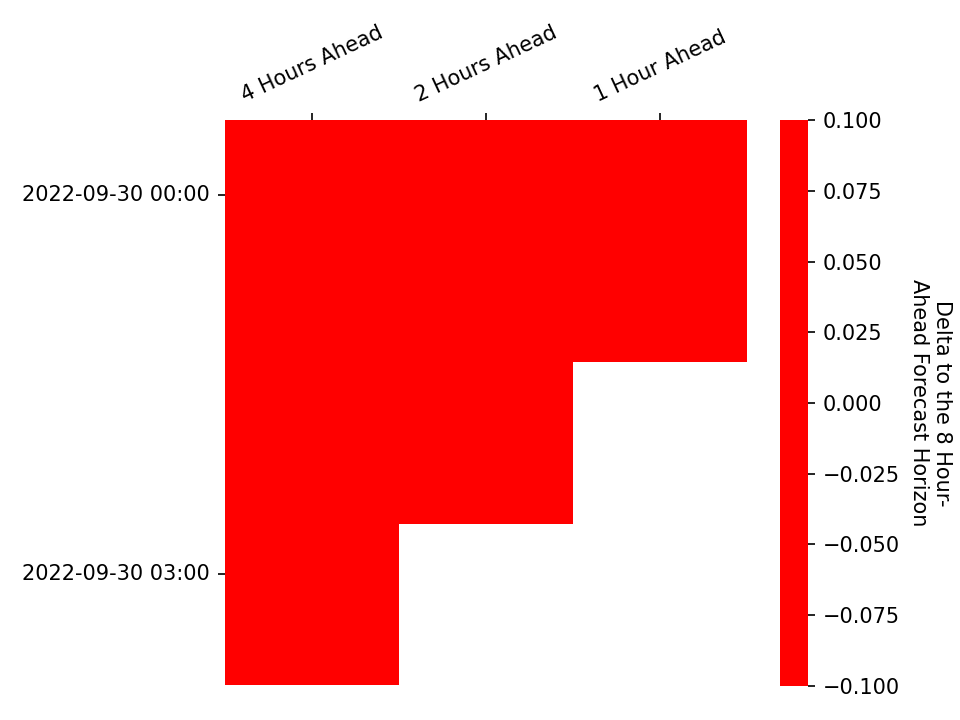 4 Hours Ahead
2 Hours Ahead
1 Hour Ahead
2022-09-30 00:00
2022-09-30 03:00
0.100
0.075
0.050
0.025
0.000
−0.025
−0.050
−0.075
−0.100
Delta to the 8 Hour-
Ahead Forecast Horizon